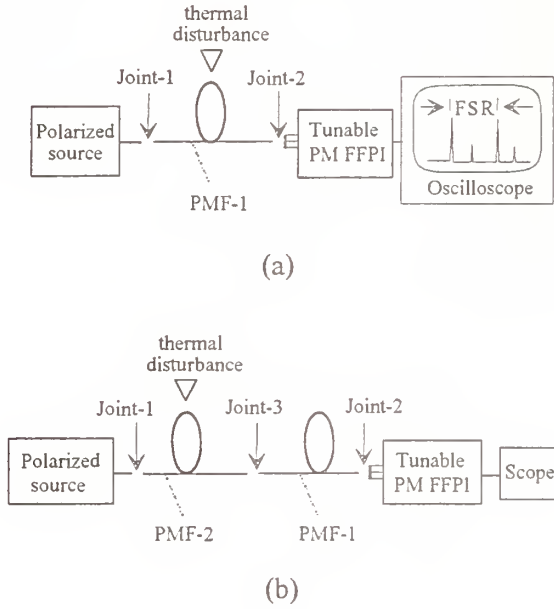 thermal
disturbance
Joint-1
Joint-2
Polarized
source
Tunable
PM FFPI
FSR
Oscilloscope
PMF-1
(a)
thermal
disturbance
Joint-1
Joint-3
Joint-2
Polarized
source
Tunable
PM FFPI
Scope
PMF-2
PMF-1
(b)